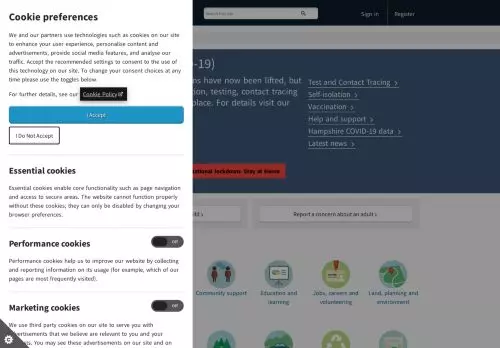 Cookie preferences
Search Hantsweb
Sign in
Register
We and our partners use technologies such as cookies on our site
to enhance your user experience, personalise content and
advertisements, provide social media features, and analyse our
traffic. Accept the recommended settings to consent to the use of
this technology on our site. To change your consent choices at any
time please use the toggles below.
For further details, see our Cookie Policy
I Accept
I Do Not Accept
-19)
ns have now been lifted, but
tion, testing, contact tracing
place. For details visit our
Test and Contact Tracing
Self-isolation
Vaccination
Help and support
Hampshire COVID-19 data
Latest news
ational lockdown: Stay at Home
Essential cookies
Essential cookies enable core functionality such as page navigation
and access to secure areas. The website cannot function properly
without these cookies; they can only be disabled by changing your
browser preferences.
ild
Report a concern about an adult
Performance cookies
Off
Performance cookies help us to improve our website by collecting
and reporting information on its usage (for example, which of our
pages are most frequently visited).
Community support
Education and
learning
Jobs, careers and
volunteering
Land, planning and
environment
Marketing cookies
Off
We use third party cookies on our site to serve you with
advertisements that we believe are relevant to you and your
You may see these advertisements on our site and on